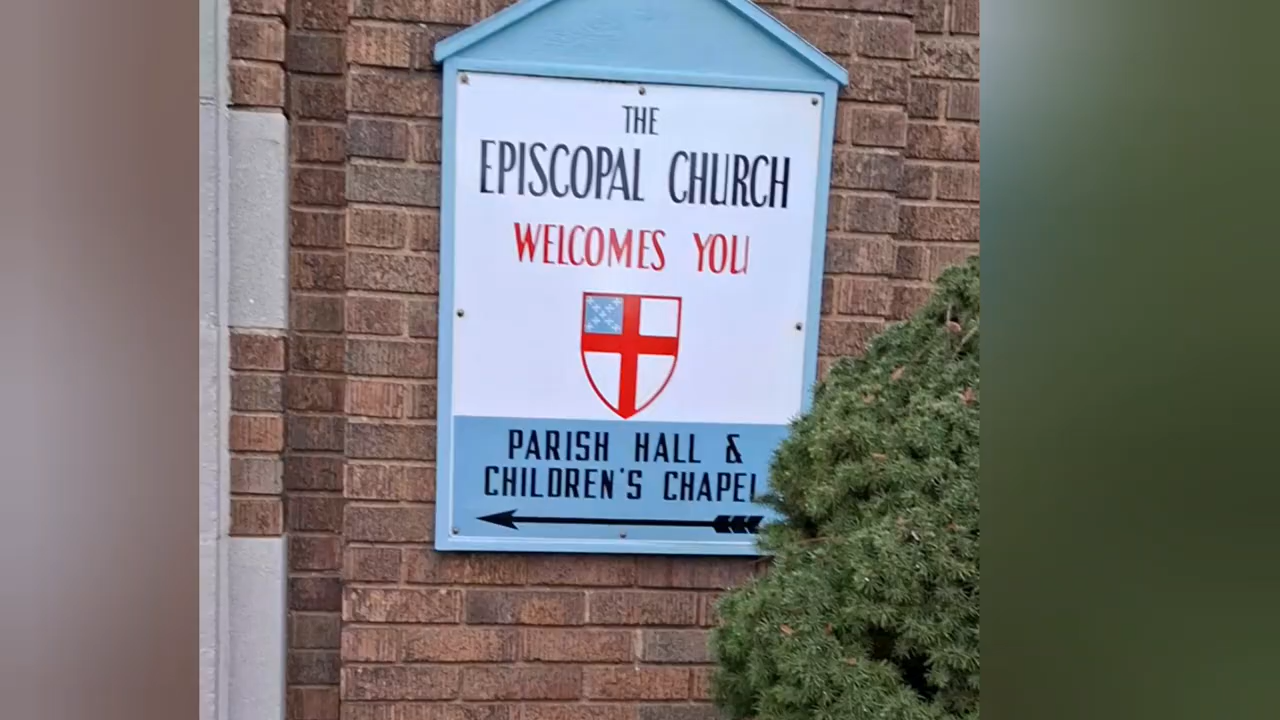 THE
EPISCOPAL CHURCH
WELCOMES YOU
PARISH HALL &
CHILDREN'S CHAPEL